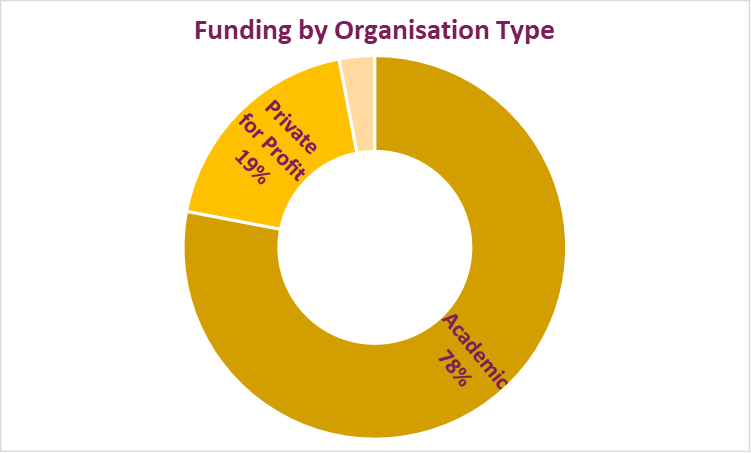 Funding by Organisation Type
Private
for Profit
19%
Academic
78%